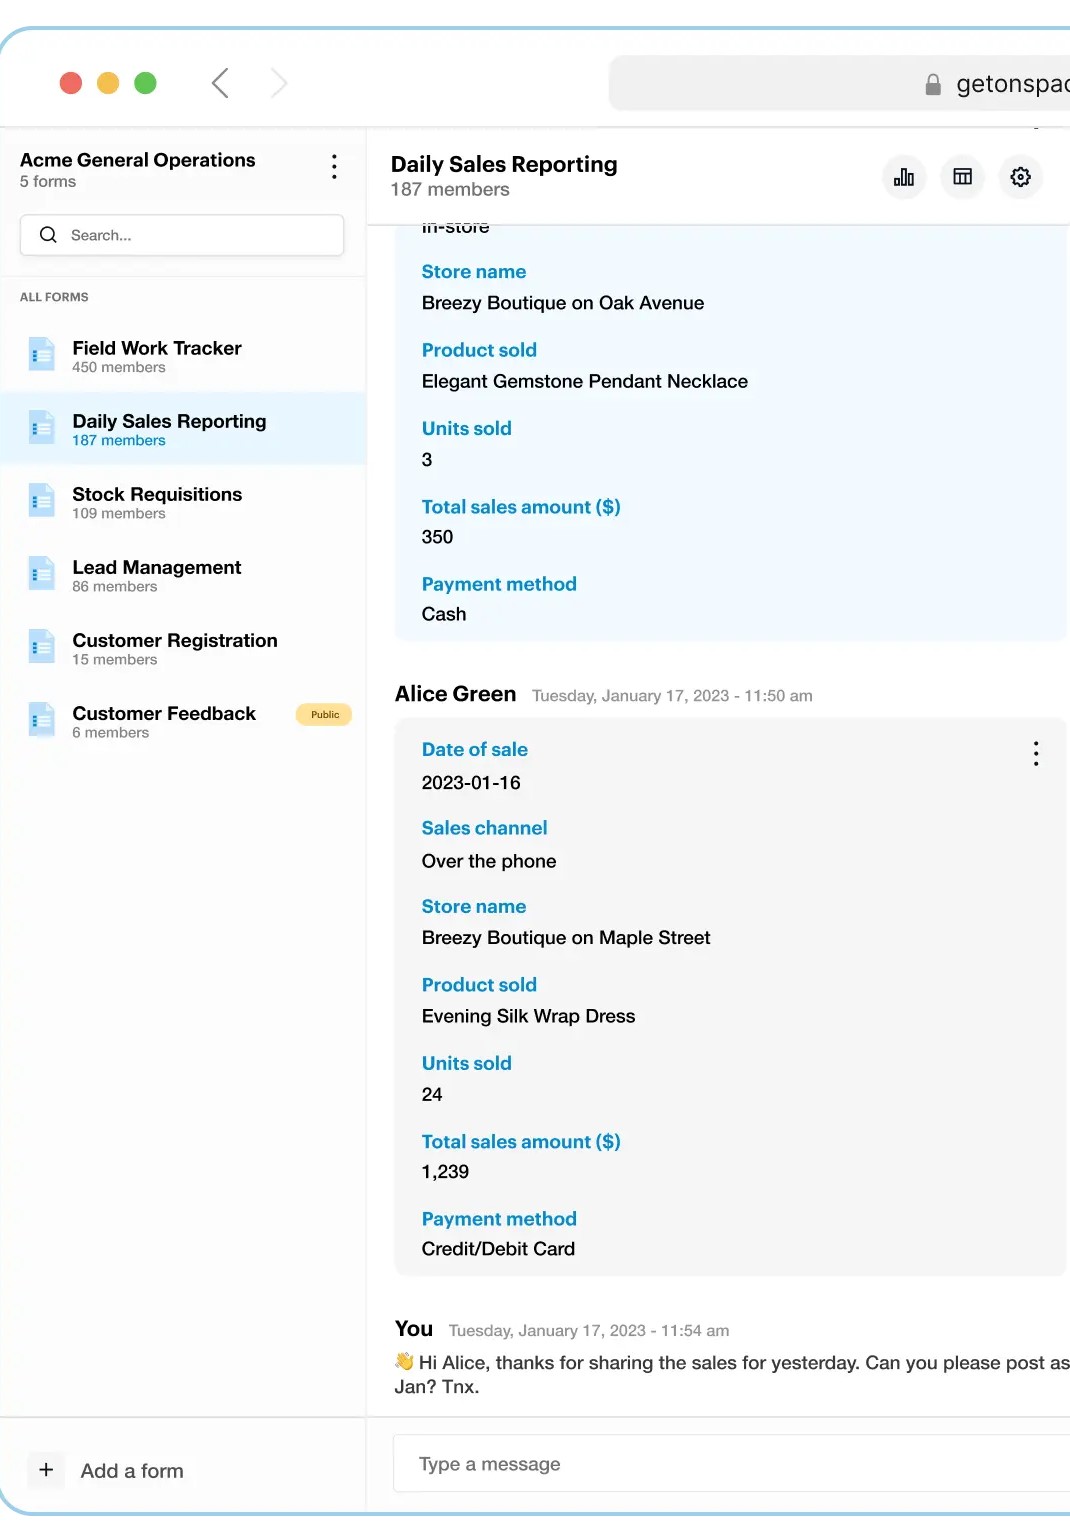 getonspac
Acme General Operations
5 forms
Search...
ALL FORMS
Field Work Tracker
450 members
Daily Sales Reporting
187 members
Stock Requisitions
109 members
Lead Management
86 members
Customer Registration
15 members
Customer Feedback
Public
6 members
+ Add a form
Daily Sales Reporting
187 members
In-store
Store name
Breezy Boutique on Oak Avenue
Product sold
Elegant Gemstone Pendant Necklace
Units sold
3
Total sales amount ($)
350
Payment method
Cash
Alice Green Tuesday, January 17, 2023 - 11:50 am
Date of sale
2023-01-16
Sales channel
Over the phone
Store name
Breezy Boutique on Maple Street
Product sold
Evening Silk Wrap Dress
Units sold
24
Total sales amount ($)
1,239
Payment method
Credit/Debit Card
You Tuesday, January 17, 2023 - 11:54 am
👋 Hi Alice, thanks for sharing the sales for yesterday. Can you please post as
Jan? Tnx.
Type a message